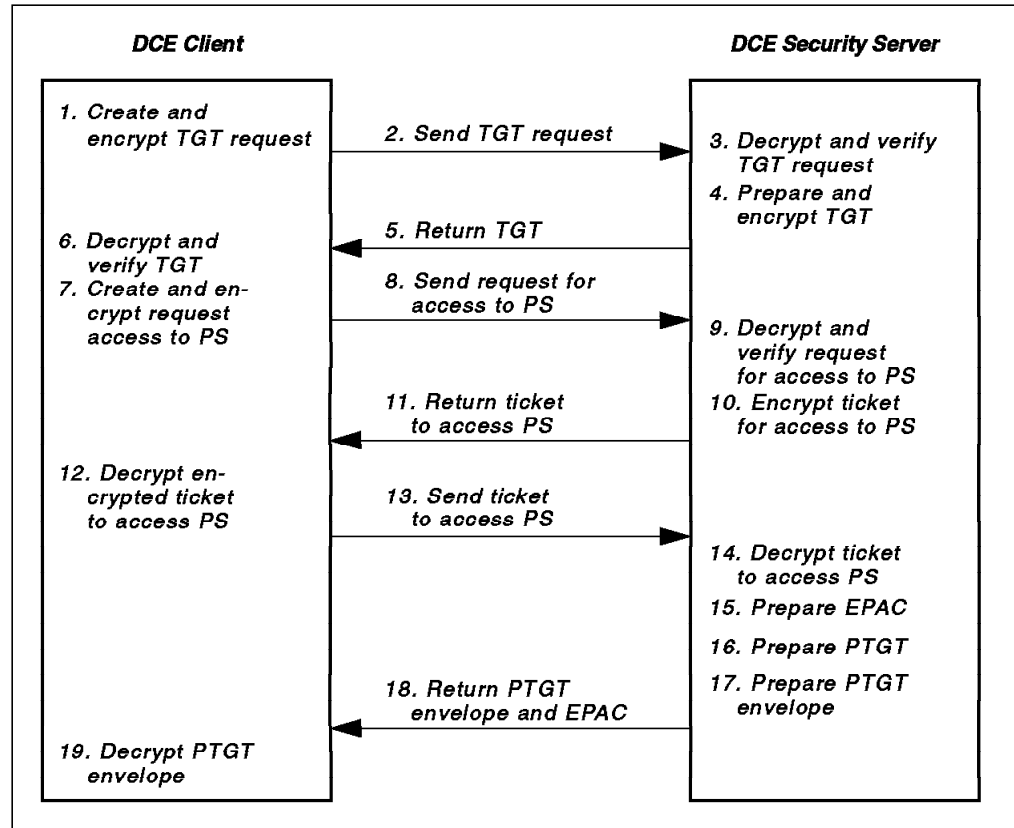 DCE Client
DCE Security Server
1. Create and
encrypt TGT request
2. Send TGT request
3. Decrypt and verify
TGT request
4. Prepare and
encrypt TGT
5. Return TGT
6. Decrypt and
verify TGT
7. Create and en-
crypt request
access to PS
8. Send request for
access to PS
9. Decrypt and
verify request
for access to PS
10. Encrypt ticket
for access to PS
11. Return ticket
to access PS
12. Decrypt en-
crypted ticket
to access PS
13. Send ticket
to access PS
14. Decrypt ticket
to access PS
15. Prepare EPAC
16. Prepare PTGT
17. Prepare PTGT
envelope
18. Return PTGT
envelope and EPAC
19. Decrypt PTGT
envelope